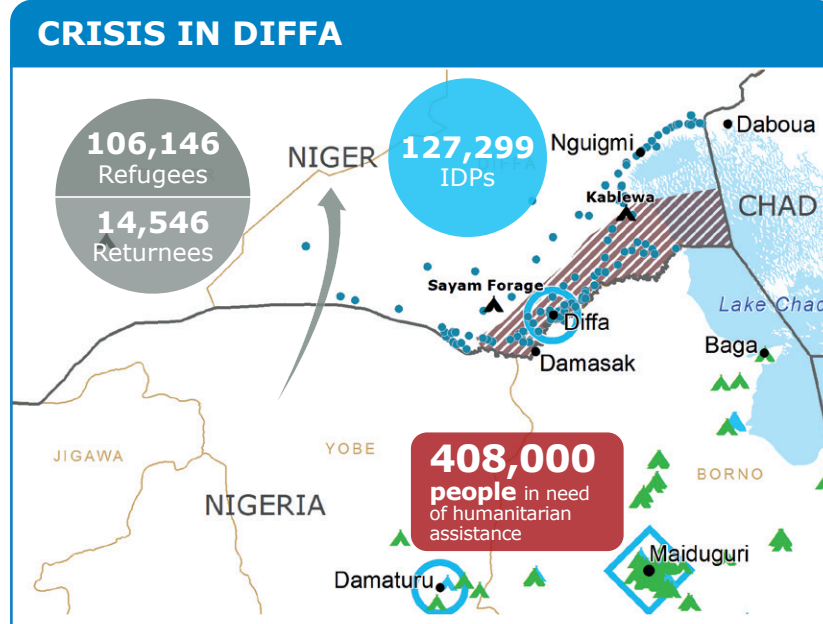 CRISIS IN DIFFA
106,146
Refugees
14,546
Returnees
NIGER
127,299
IDPs
DIFFA
Nguigmi
Daboua
Kablewa
CHAD
Sayam Forage
Diffa
Lake Chad
Damasak
Baga
JIGAWA
YOBE
BORNO
NIGERIA
408,000
people in need
of humanitarian
assistance
Maiduguri
Damaturu